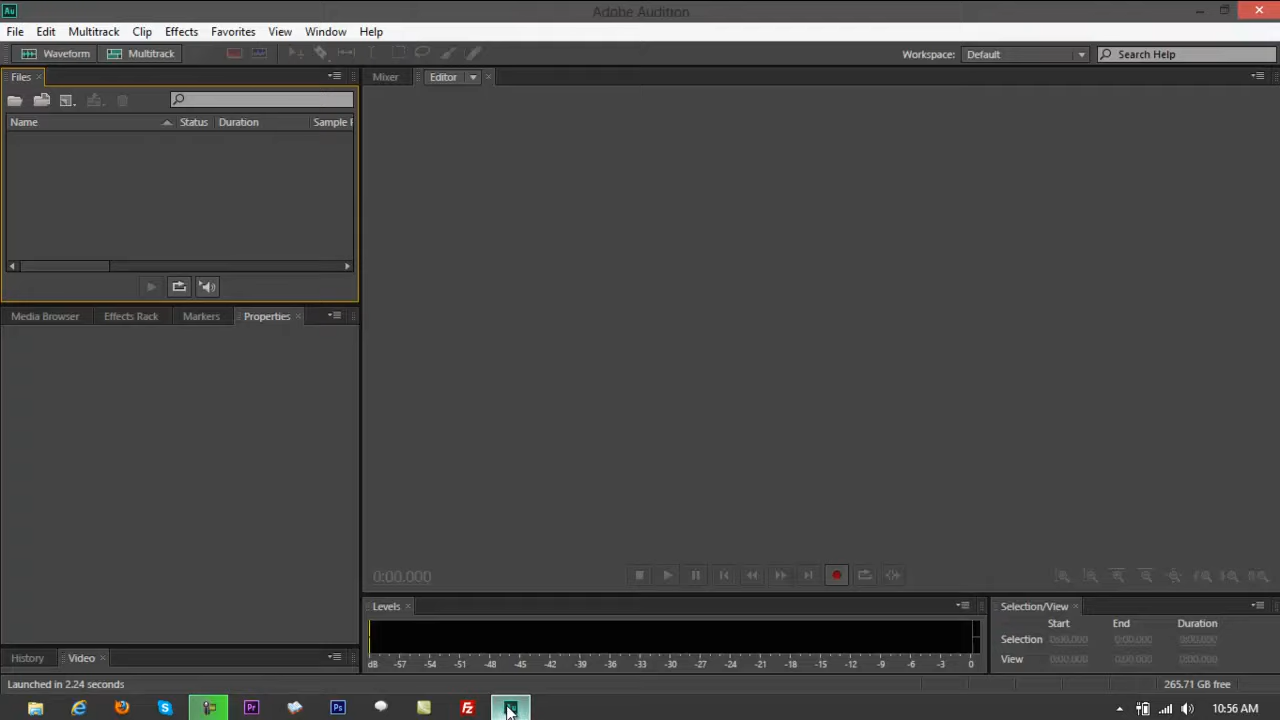 Au Adobe Audition
File Edit Multitrack Clip Effects Favorites View Window Help
Waveform Multitrack Workspace: Default Search Help
Files Mixer Editor
Name Status Duration Sample R
Media Browser Effects Rack Markers Properties
0:00.000
Levels Selection/View
Start End Duration
Selection 0:00.000 0:00.000 0:00.000
View 0:00.000 0:00.000 0:00.000
dB -57 -54 -51 -48 -45 -42 -39 -36 -33 -30 -27 -24 -21 -18 -15 -12 -9 -6 -3 0
History Video
Launched in 2.24 seconds 265.71 GB free
Pr Ps Fz 10:56 AM